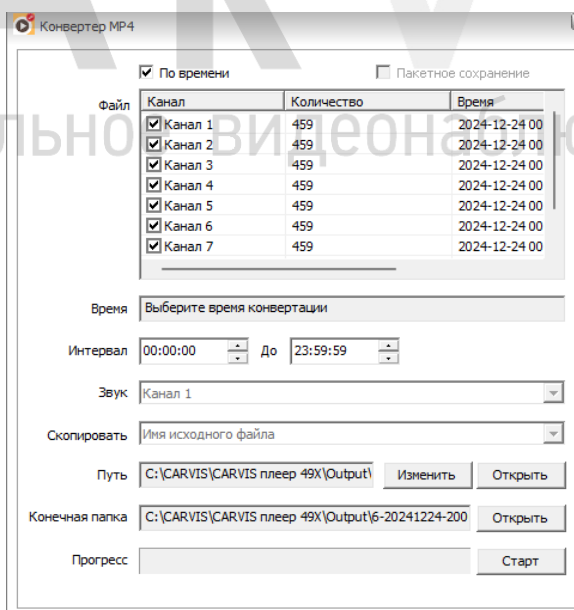 Конвертер MP4
По времени Пакетное сохранение
Файл Канал Количество Время
Канал 1 459 2024-12-24 00
Канал 2 459 2024-12-24 00
Канал 3 459 2024-12-24 00
Канал 4 459 2024-12-24 00
Канал 5 459 2024-12-24 00
Канал 6 459 2024-12-24 00
Канал 7 459 2024-12-24 00
Время Выберите время конвертации
Интервал 00:00:00 До 23:59:59
Звук Канал 1
Скопировать Имя исходного файла
Путь C:\CARVIS\CARVIS плеер 49X\Output\ Изменить Открыть
Конечная папка C:\CARVIS\CARVIS плеер 49X\Output\6-20241224-200 Открыть
Прогресс Старт